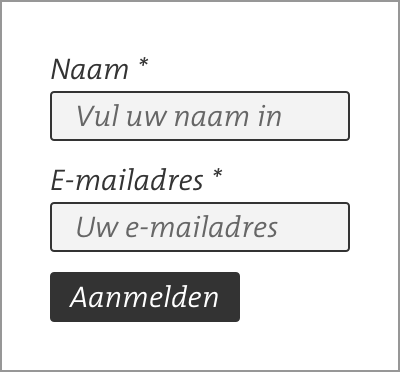 Naam *
Vul uw naam in
E-mailadres *
Uw e-mailadres
Aanmelden